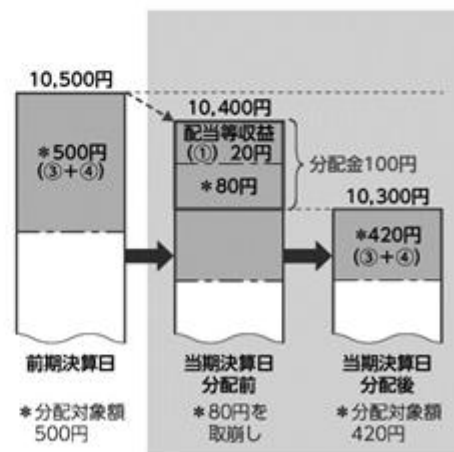 10,500円
*500円
(③+④)
前期決算日
*分配対象額
500円
10,400円
配当等収益
(①) 20円
*80円
分配金100円
当期決算日
分配前
*80円を
取崩し
10,300円
*420円
(③+④)
当期決算日
分配後
*分配対象額
420円